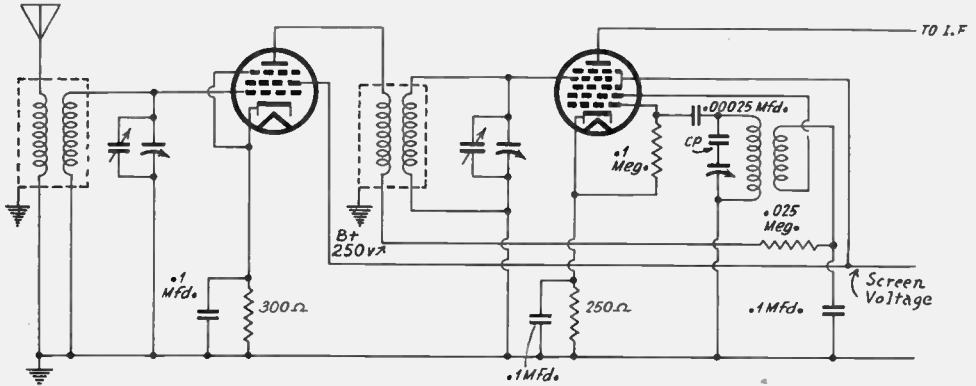 TO I.F
.00025 Mfd.
CP
.1
Meg.
.025
Meg.
B+
250v
.1
Mfd.
300Ω
250Ω
.1Mfd.
Screen
Voltage
.1Mfd.